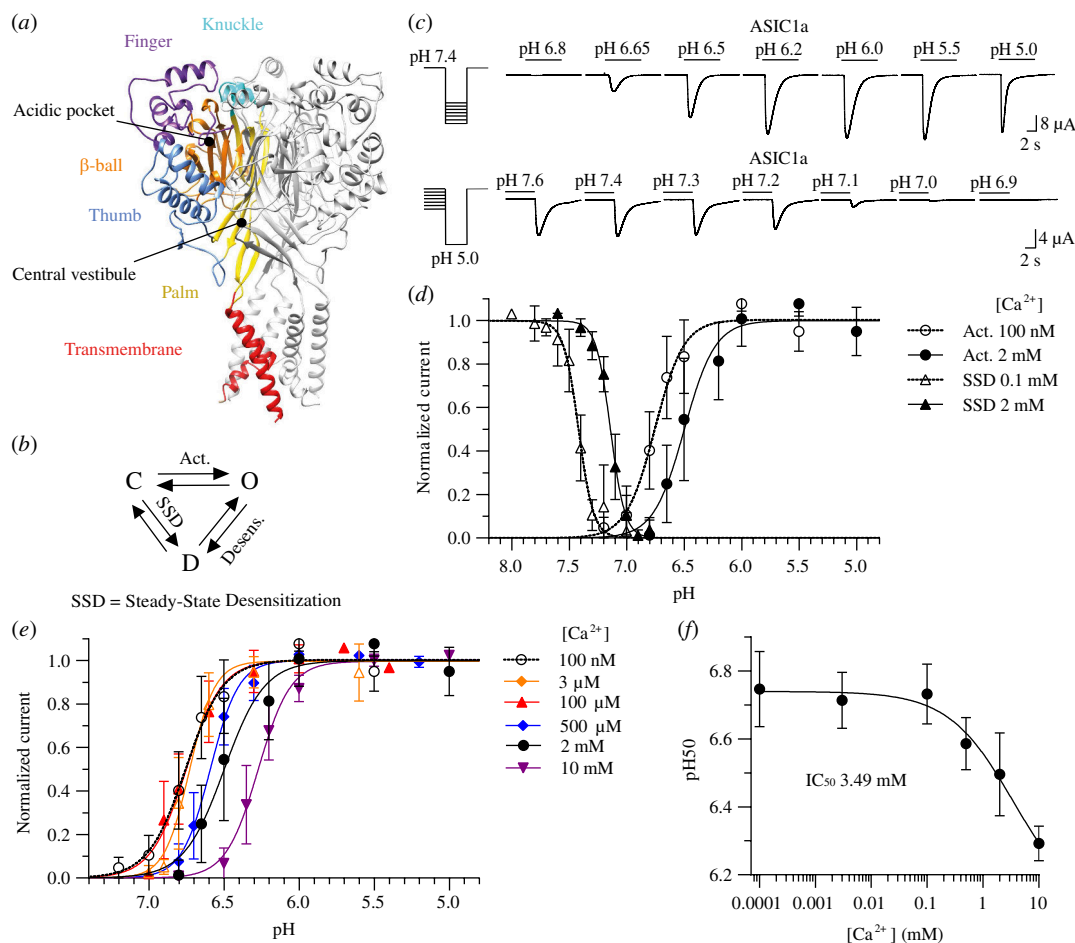 (a)
Knuckle
Finger
Acidic pocket
β-ball
Thumb
Central vestibule
Palm
Transmembrane
(b)
Act.
C O
SSD
Desens.
D
SSD = Steady-State Desensitization
(c)
ASIC1a
pH 7.4
pH 6.8 pH 6.65 pH 6.5 pH 6.2 pH 6.0 pH 5.5 pH 5.0
8 µA
2 s
ASIC1a
pH 7.6 pH 7.4 pH 7.3 pH 7.2 pH 7.1 pH 7.0 pH 6.9
pH 5.0
4 µA
2 s
(d)
[Ca²⁺]
Act. 100 nM
Act. 2 mM
SSD 0.1 mM
SSD 2 mM
Normalized current
1.0
0.8
0.6
0.4
0.2
0.0
8.0 7.5 7.0 6.5 6.0 5.5 5.0
pH
(e)
[Ca²⁺]
100 nM
3 µM
100 µM
500 µM
2 mM
10 mM
Normalized current
1.0
0.8
0.6
0.4
0.2
0.0
7.0 6.5 6.0 5.5 5.0
pH
(f)
pH50
7.0
6.8
6.6
6.4
6.2
IC₅₀ 3.49 mM
0.0001 0.001 0.01 0.1 1 10
[Ca²⁺] (mM)